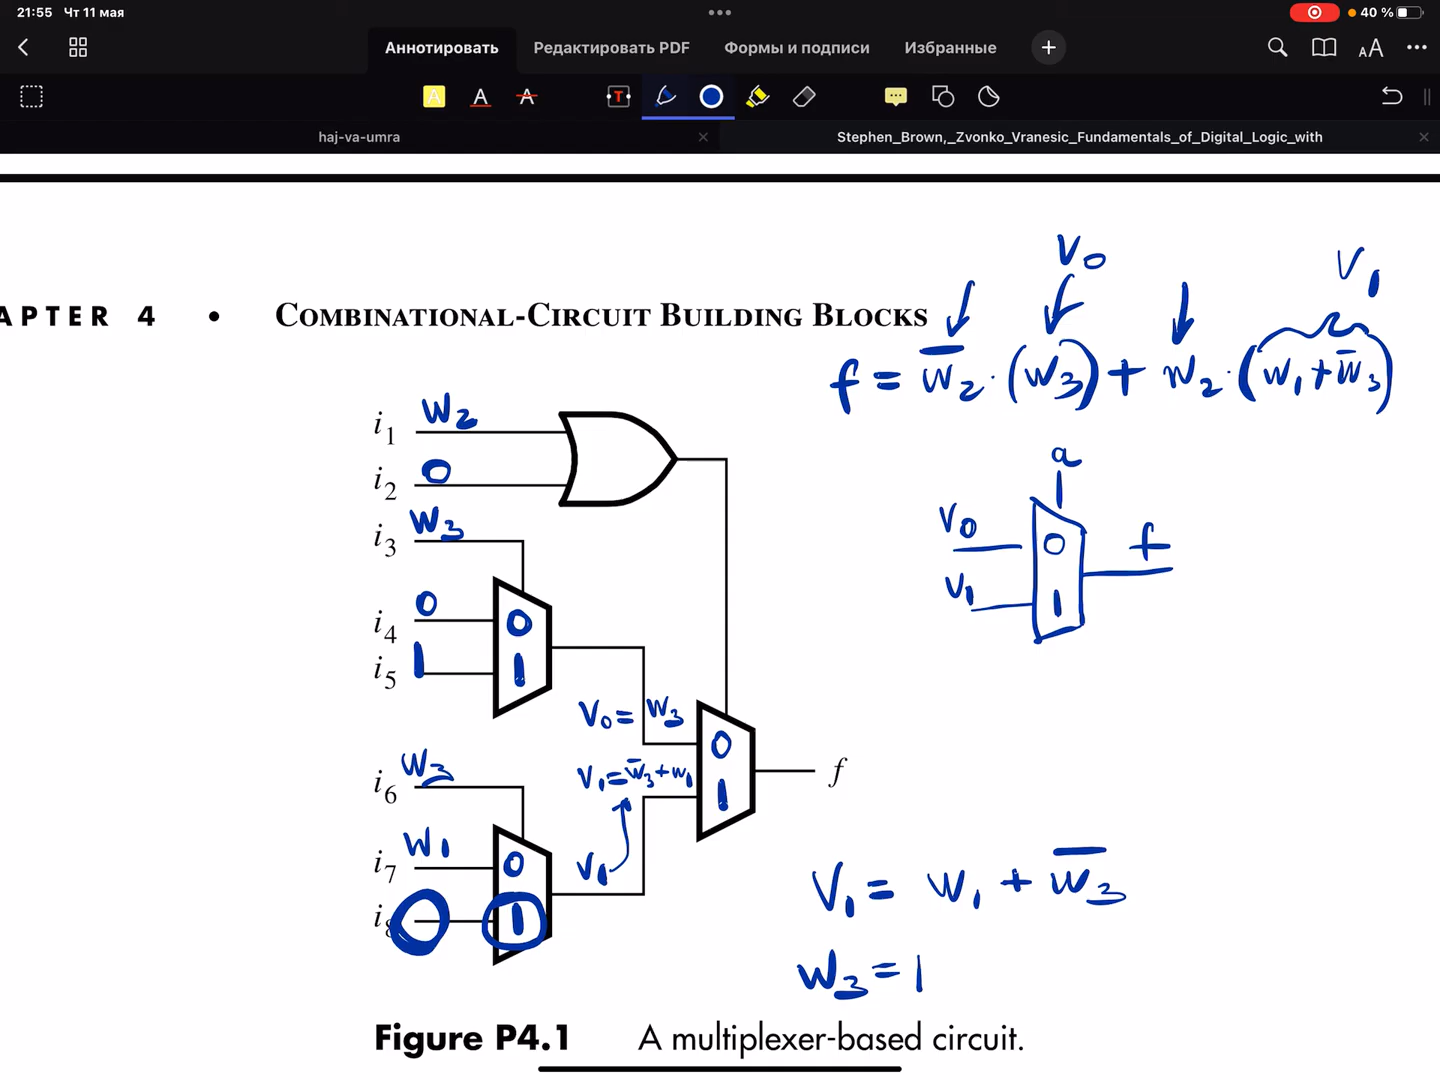 21:55 Чт 11 мая
40 %
Аннотировать Редактировать PDF Формы и подписи Избранные
haj-va-umra
Stephen_Brown,_Zvonko_Vranesic_Fundamentals_of_Digital_Logic_with
V₀ V₁
APTER 4 • COMBINATIONAL-CIRCUIT BUILDING BLOCKS
f = w̅₂·(w₃) + w₂·(w₁ + w̅₃)
i₁ w₂
i₂ 0
i₃ w₃
i₄ 0 0
i₅ 1 1
a
V₀ 0 f
V₁ 1
V₀ = w₃ 0
V₁ = w̅₃ + w₁ 1
f
i₆ w₃
i₇ w₁ 0 V₁
i₈ 1
V₁ = w₁ + w̅₃
w₃ = 1
Figure P4.1 A multiplexer-based circuit.